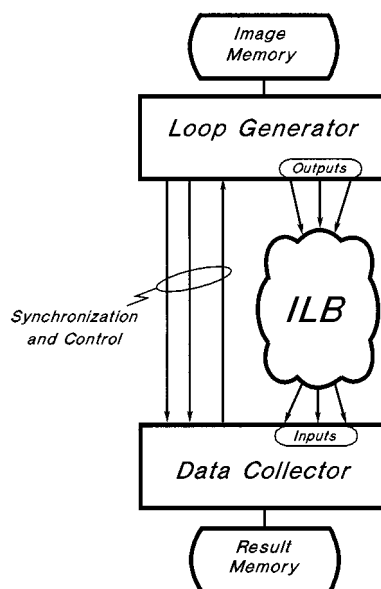 Image
Memory
Loop Generator
Outputs
Synchronization
and Control
ILB
Inputs
Data Collector
Result
Memory